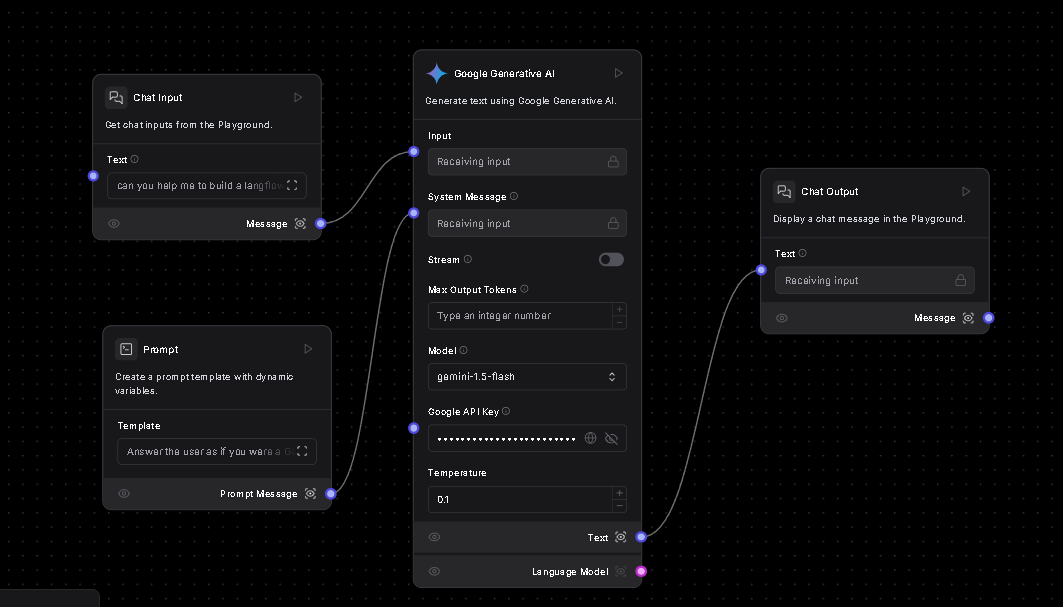 Chat Input
Get chat inputs from the Playground.
Text
can you help me to build a langflow
Message
Prompt
Create a prompt template with dynamic
variables.
Template
Answer the user as if you were a G
Prompt Message
Google Generative AI
Generate text using Google Generative AI.
Input
Receiving input
System Message
Receiving input
Stream
Max Output Tokens
Type an integer number
Model
gemini-1.5-flash
Google API Key
Temperature
0.1
Text
Language Model
Chat Output
Display a chat message in the Playground.
Text
Receiving input
Message